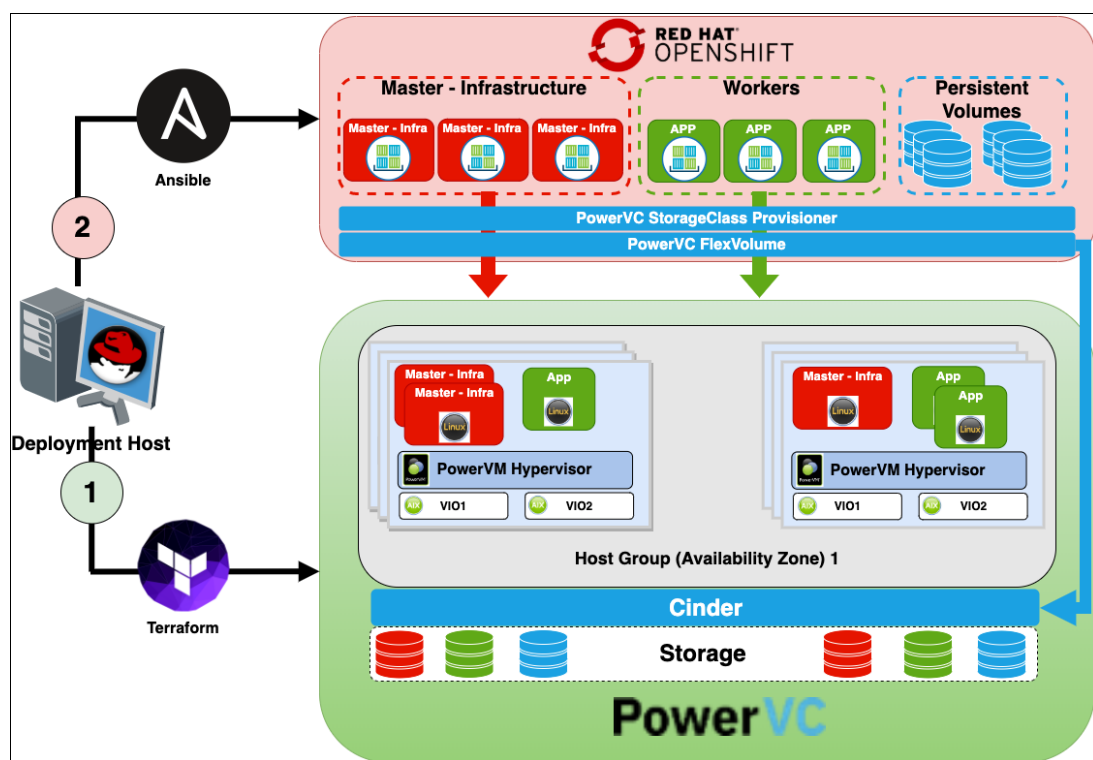 RED HAT®
OPENSHIFT
Master - Infrastructure
Workers
Persistent
Volumes
Master - Infra
Master - Infra
Master - Infra
APP
APP
APP
Ansible
PowerVC StorageClass Provisioner
PowerVC FlexVolume
2
Deployment Host
1
Terraform
Master - Infra
Master - Infra
Linux
App
Linux
PowerVM Hypervisor
AIX
VIO1
AIX
VIO2
Master - Infra
Linux
App
App
Linux
PowerVM Hypervisor
AIX
VIO1
AIX
VIO2
Host Group (Availability Zone) 1
Cinder
Storage
PowerVC